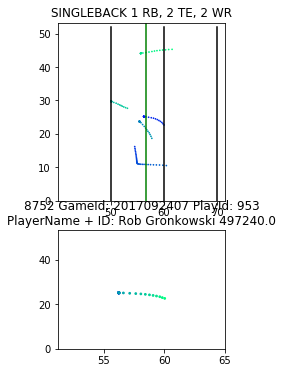 SINGLEBACK 1 RB, 2 TE, 2 WR
50
40
30
20
10
0
50 60 70
8752 GameId: 2017092407 PlayId: 953
PlayerName + ID: Rob Gronkowski 497240.0
40
20
0
55 60 65